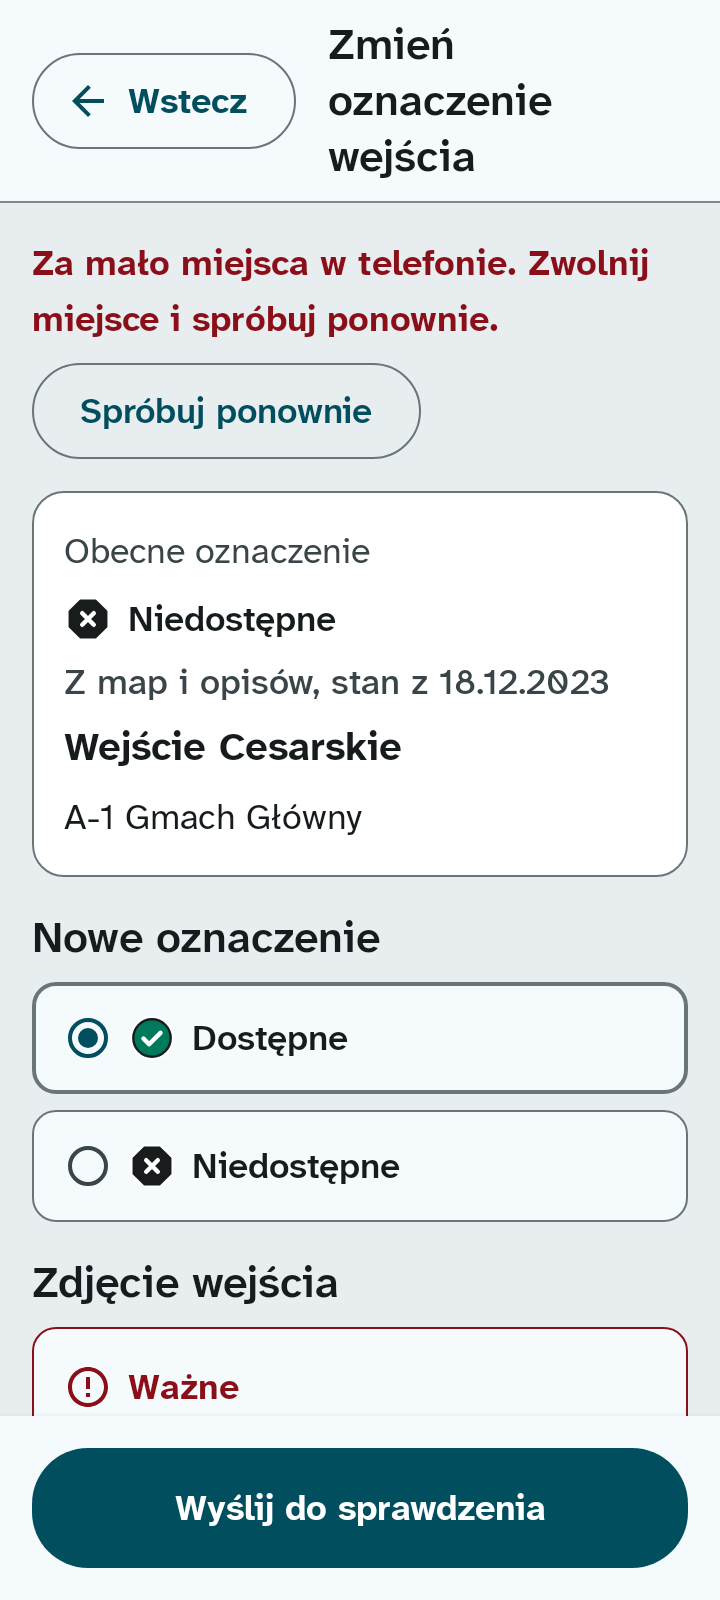 Wstecz
Zmień
oznaczenie
wejścia
Za mało miejsca w telefonie. Zwolnij
miejsce i spróbuj ponownie.
Spróbuj ponownie
Obecne oznaczenie
Niedostępne
Z map i opisów, stan z 18.12.2023
Wejście Cesarskie
A-1 Gmach Główny
Nowe oznaczenie
Dostępne
Niedostępne
Zdjęcie wejścia
Ważne
Wyślij do sprawdzenia